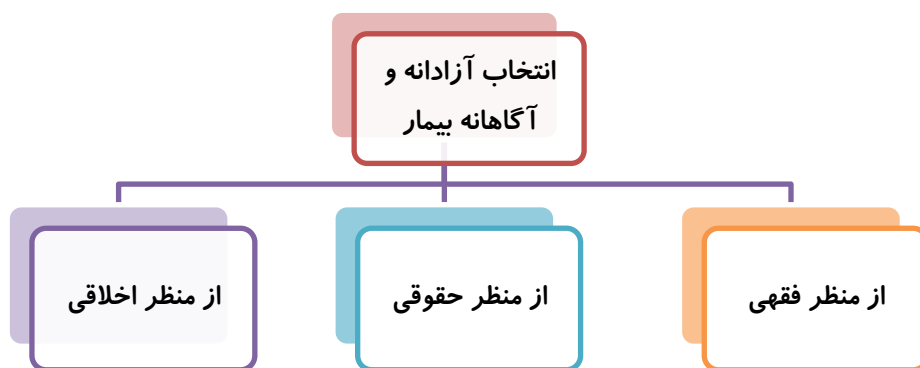 انتخاب آزادانه و
آگاهانه بیمار
از منظر فقهی
از منظر حقوقی
از منظر اخلاقی